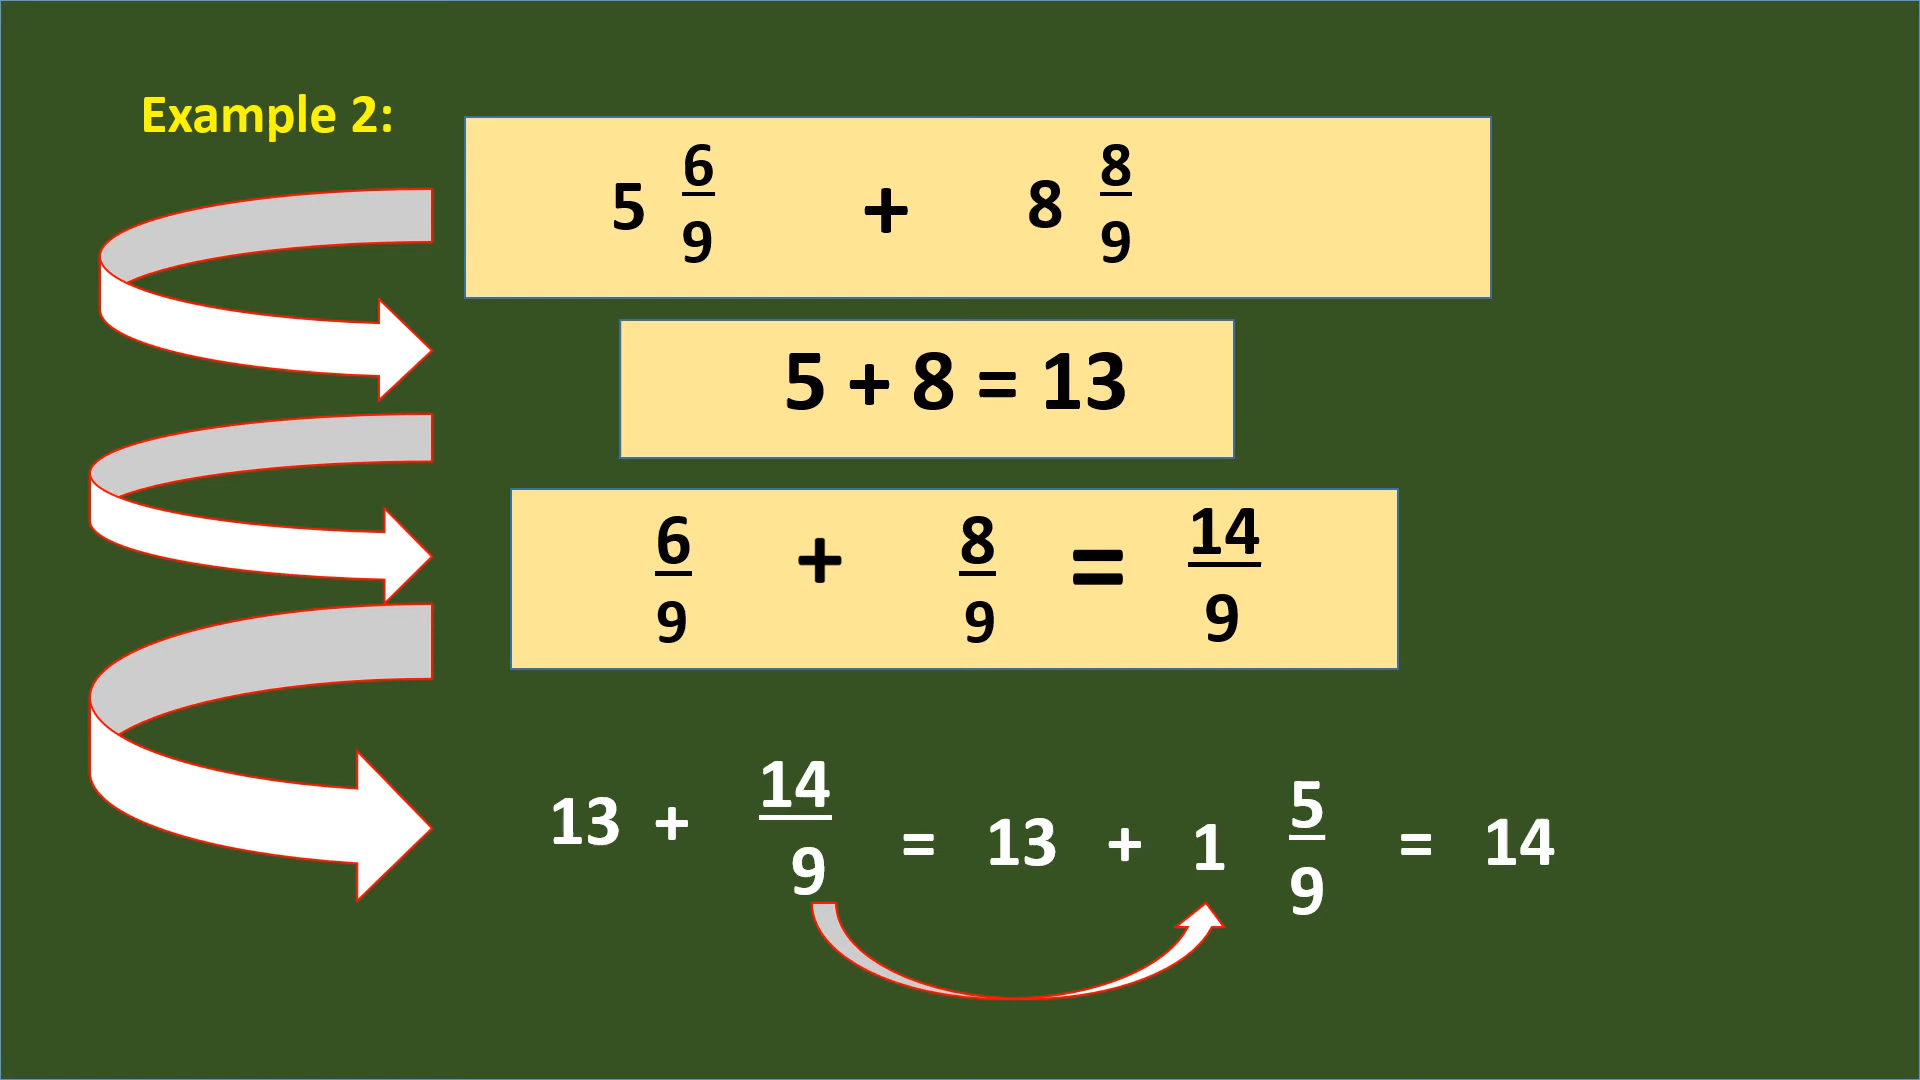 Example 2:
5 6/9 + 8 8/9
5 + 8 = 13
6/9 + 8/9 = 14/9
13 + 14/9 = 13 + 1 5/9 = 14